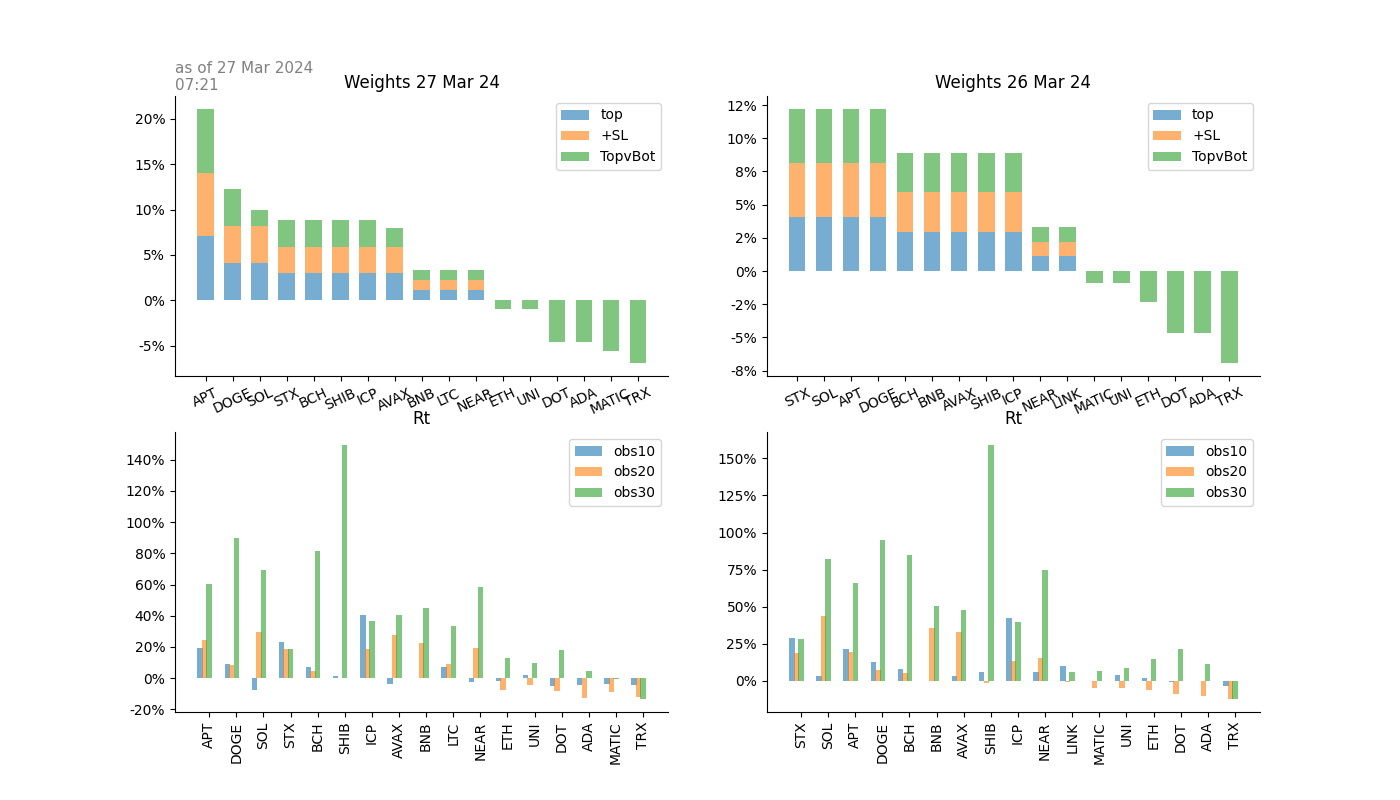 as of 27 Mar 2024
07:21
Weights 27 Mar 24
20%
15%
10%
5%
0%
-5%
top
+SL
TopvBot
APT DOGE SOL STX BCH SHIB ICP AVAX BNB LTC NEAR ETH UNI DOT ADA MATIC TRX
Weights 26 Mar 24
12%
10%
8%
5%
2%
0%
-2%
-5%
-8%
top
+SL
TopvBot
STX SOL APT DOGE BCH BNB AVAX SHIB ICP NEAR LINK MATIC UNI ETH DOT ADA TRX
Rt
140%
120%
100%
80%
60%
40%
20%
0%
-20%
obs10
obs20
obs30
APT DOGE SOL STX BCH SHIB ICP AVAX BNB LTC NEAR ETH UNI DOT ADA MATIC TRX
Rt
150%
125%
100%
75%
50%
25%
0%
obs10
obs20
obs30
STX SOL APT DOGE BCH BNB AVAX SHIB ICP NEAR LINK MATIC UNI ETH DOT ADA TRX